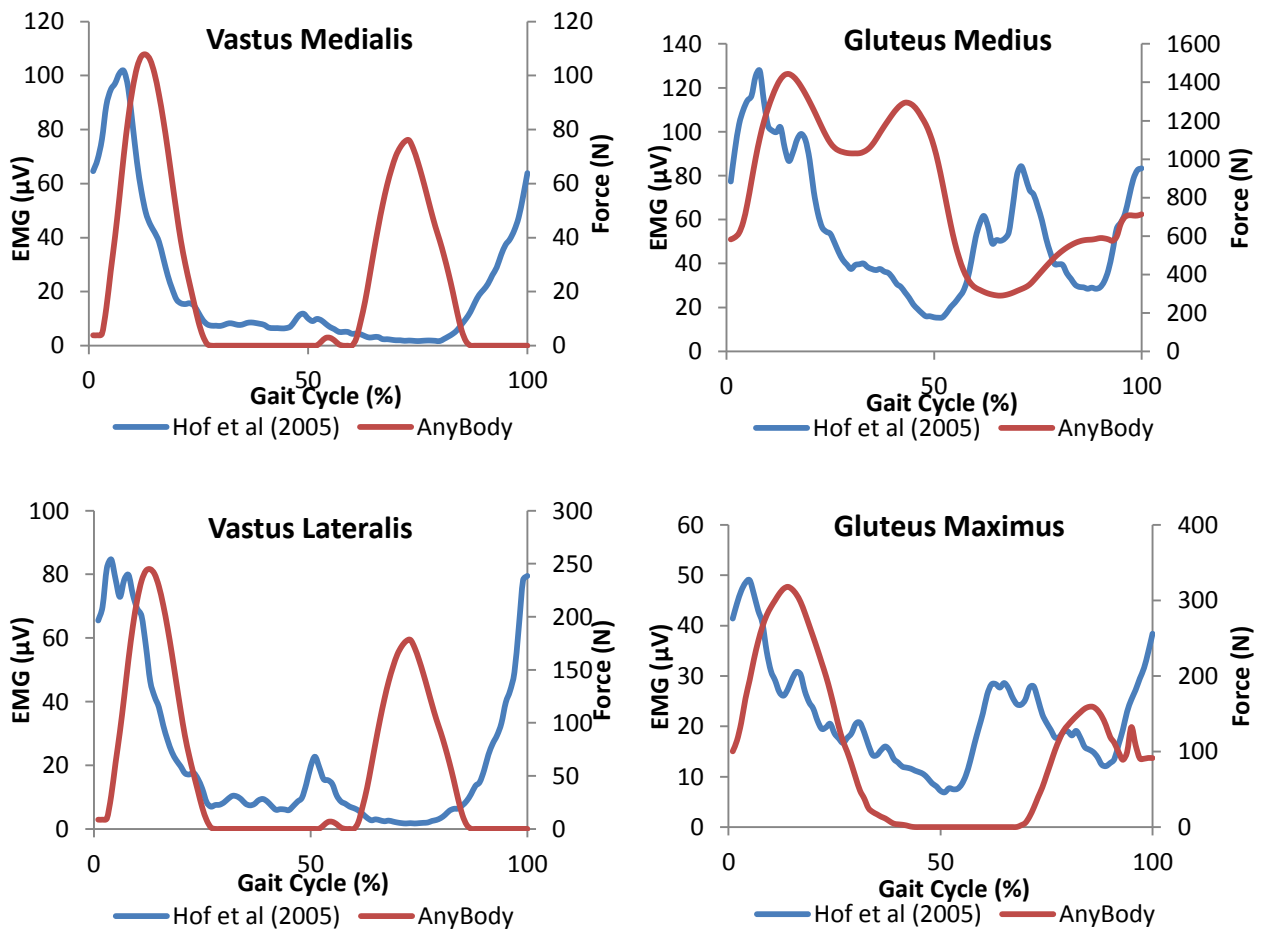 Vastus Medialis
EMG (µV)
120
100
80
60
40
20
0
120
100
80
60
40
20
0
Force (N)
0
50
100
Gait Cycle (%)
Hof et al (2005)
AnyBody
Gluteus Medius
EMG (µV)
140
120
100
80
60
40
20
0
1600
1400
1200
1000
800
600
400
200
0
Force (N)
0
50
100
Gait Cycle (%)
Hof et al (2005)
AnyBody
Vastus Lateralis
EMG (µV)
100
80
60
40
20
0
300
250
200
150
100
50
0
Force (N)
0
50
100
Gait Cycle (%)
Hof et al (2005)
AnyBody
Gluteus Maximus
EMG (µV)
60
50
40
30
20
10
0
400
300
200
100
0
Force (N)
0
50
100
Gait Cycle (%)
Hof et al (2005)
AnyBody